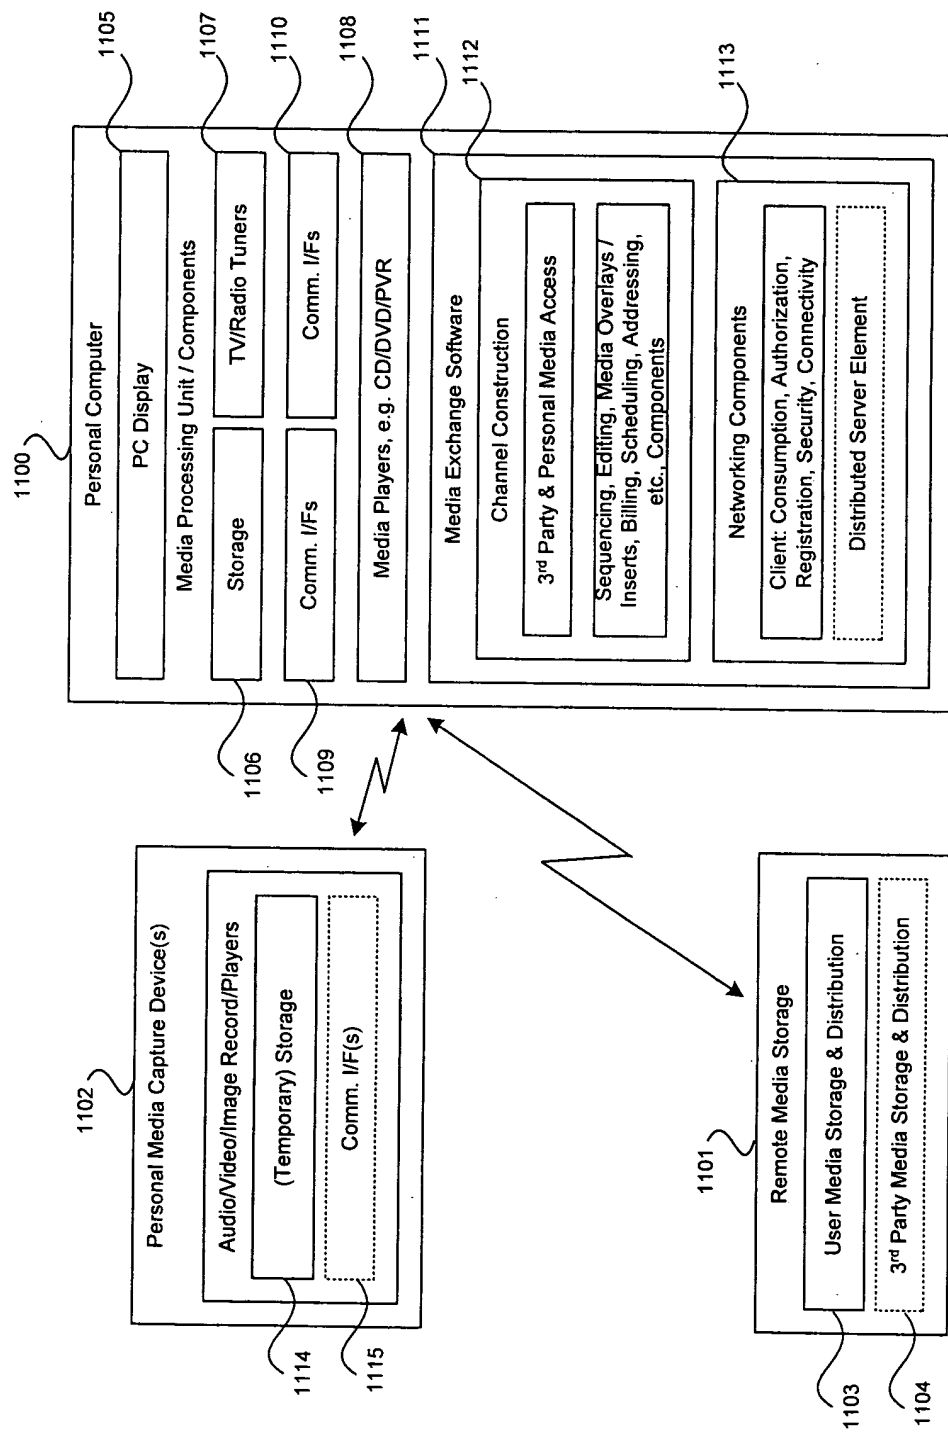 1100
Personal Computer
PC Display
1105
Media Processing Unit / Components
Storage
1106
TV/Radio Tuners
1107
Comm. I/Fs
1109
Comm. I/Fs
1110
Media Players, e.g. CD/DVD/PVR
1108
Media Exchange Software
1111
Channel Construction
1112
3rd Party & Personal Media Access
Sequencing, Editing, Media Overlays /
Inserts, Billing, Scheduling, Addressing,
etc., Components
Networking Components
1113
Client: Consumption, Authorization,
Registration, Security, Connectivity
Distributed Server Element
1102
Personal Media Capture Device(s)
Audio/Video/Image Record/Players
(Temporary) Storage
1114
Comm. I/F(s)
1115
1101
Remote Media Storage
User Media Storage & Distribution
1103
3rd Party Media Storage & Distribution
1104